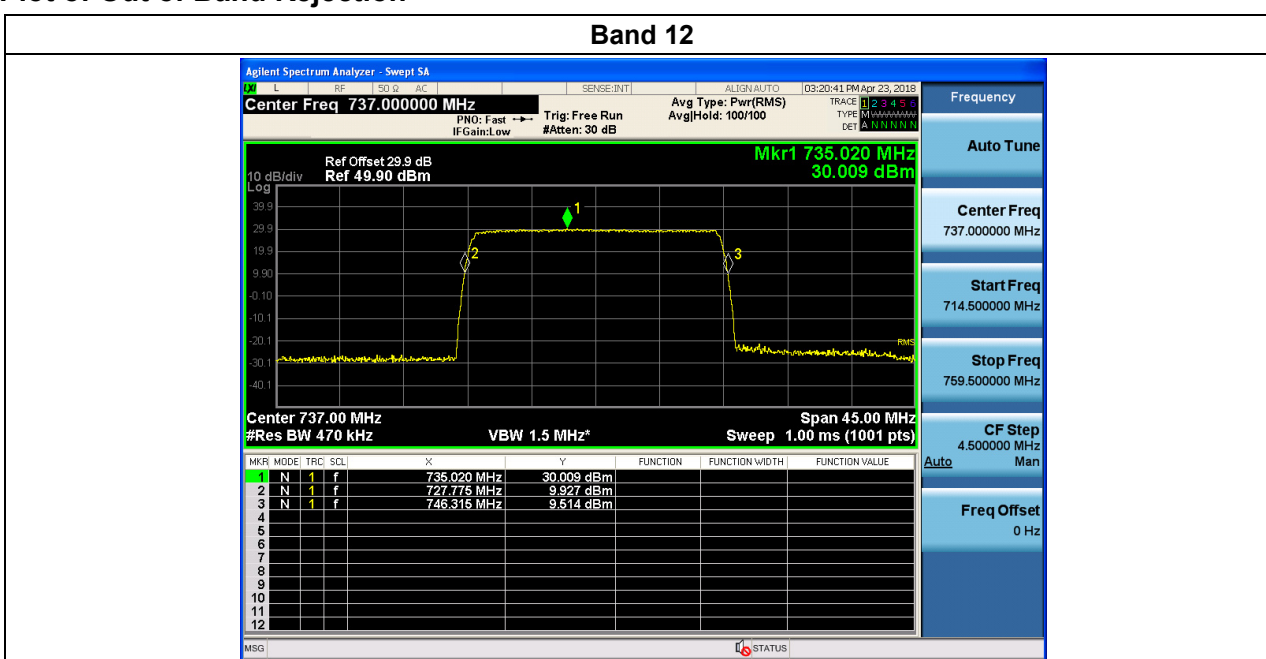 Plot of Out of Band Rejection
Band 12
Agilent Spectrum Analyzer - Swept SA
LXI L RF 50 Ω AC SENSE:INT ALIGN AUTO 03:20:41 PM Apr 23, 2018
Center Freq 737.000000 MHz
PNO: Fast
IFGain:Low
Trig: Free Run
#Atten: 30 dB
Avg Type: Pwr(RMS)
Avg|Hold: 100/100
TRACE 1 2 3 4 5 6
TYPE M
DET A N N N N N
Mkr1 735.020 MHz
30.009 dBm
Ref Offset 29.9 dB
10 dB/div Ref 49.90 dBm
Log
39.9
29.9
19.9
9.90
-0.10
-10.1
-20.1
-30.1
-40.1
1
2
3
RMS
Center 737.00 MHz Span 45.00 MHz
#Res BW 470 kHz VBW 1.5 MHz* Sweep 1.00 ms (1001 pts)
MKR MODE TRC SCL X Y FUNCTION FUNCTION WIDTH FUNCTION VALUE
1 N 1 f 735.020 MHz 30.009 dBm
2 N 1 f 727.775 MHz 9.927 dBm
3 N 1 f 746.315 MHz 9.514 dBm
4
5
6
7
8
9
10
11
12
MSG STATUS
Frequency
Auto Tune
Center Freq
737.000000 MHz
Start Freq
714.500000 MHz
Stop Freq
759.500000 MHz
CF Step
4.500000 MHz
Auto Man
Freq Offset
0 Hz